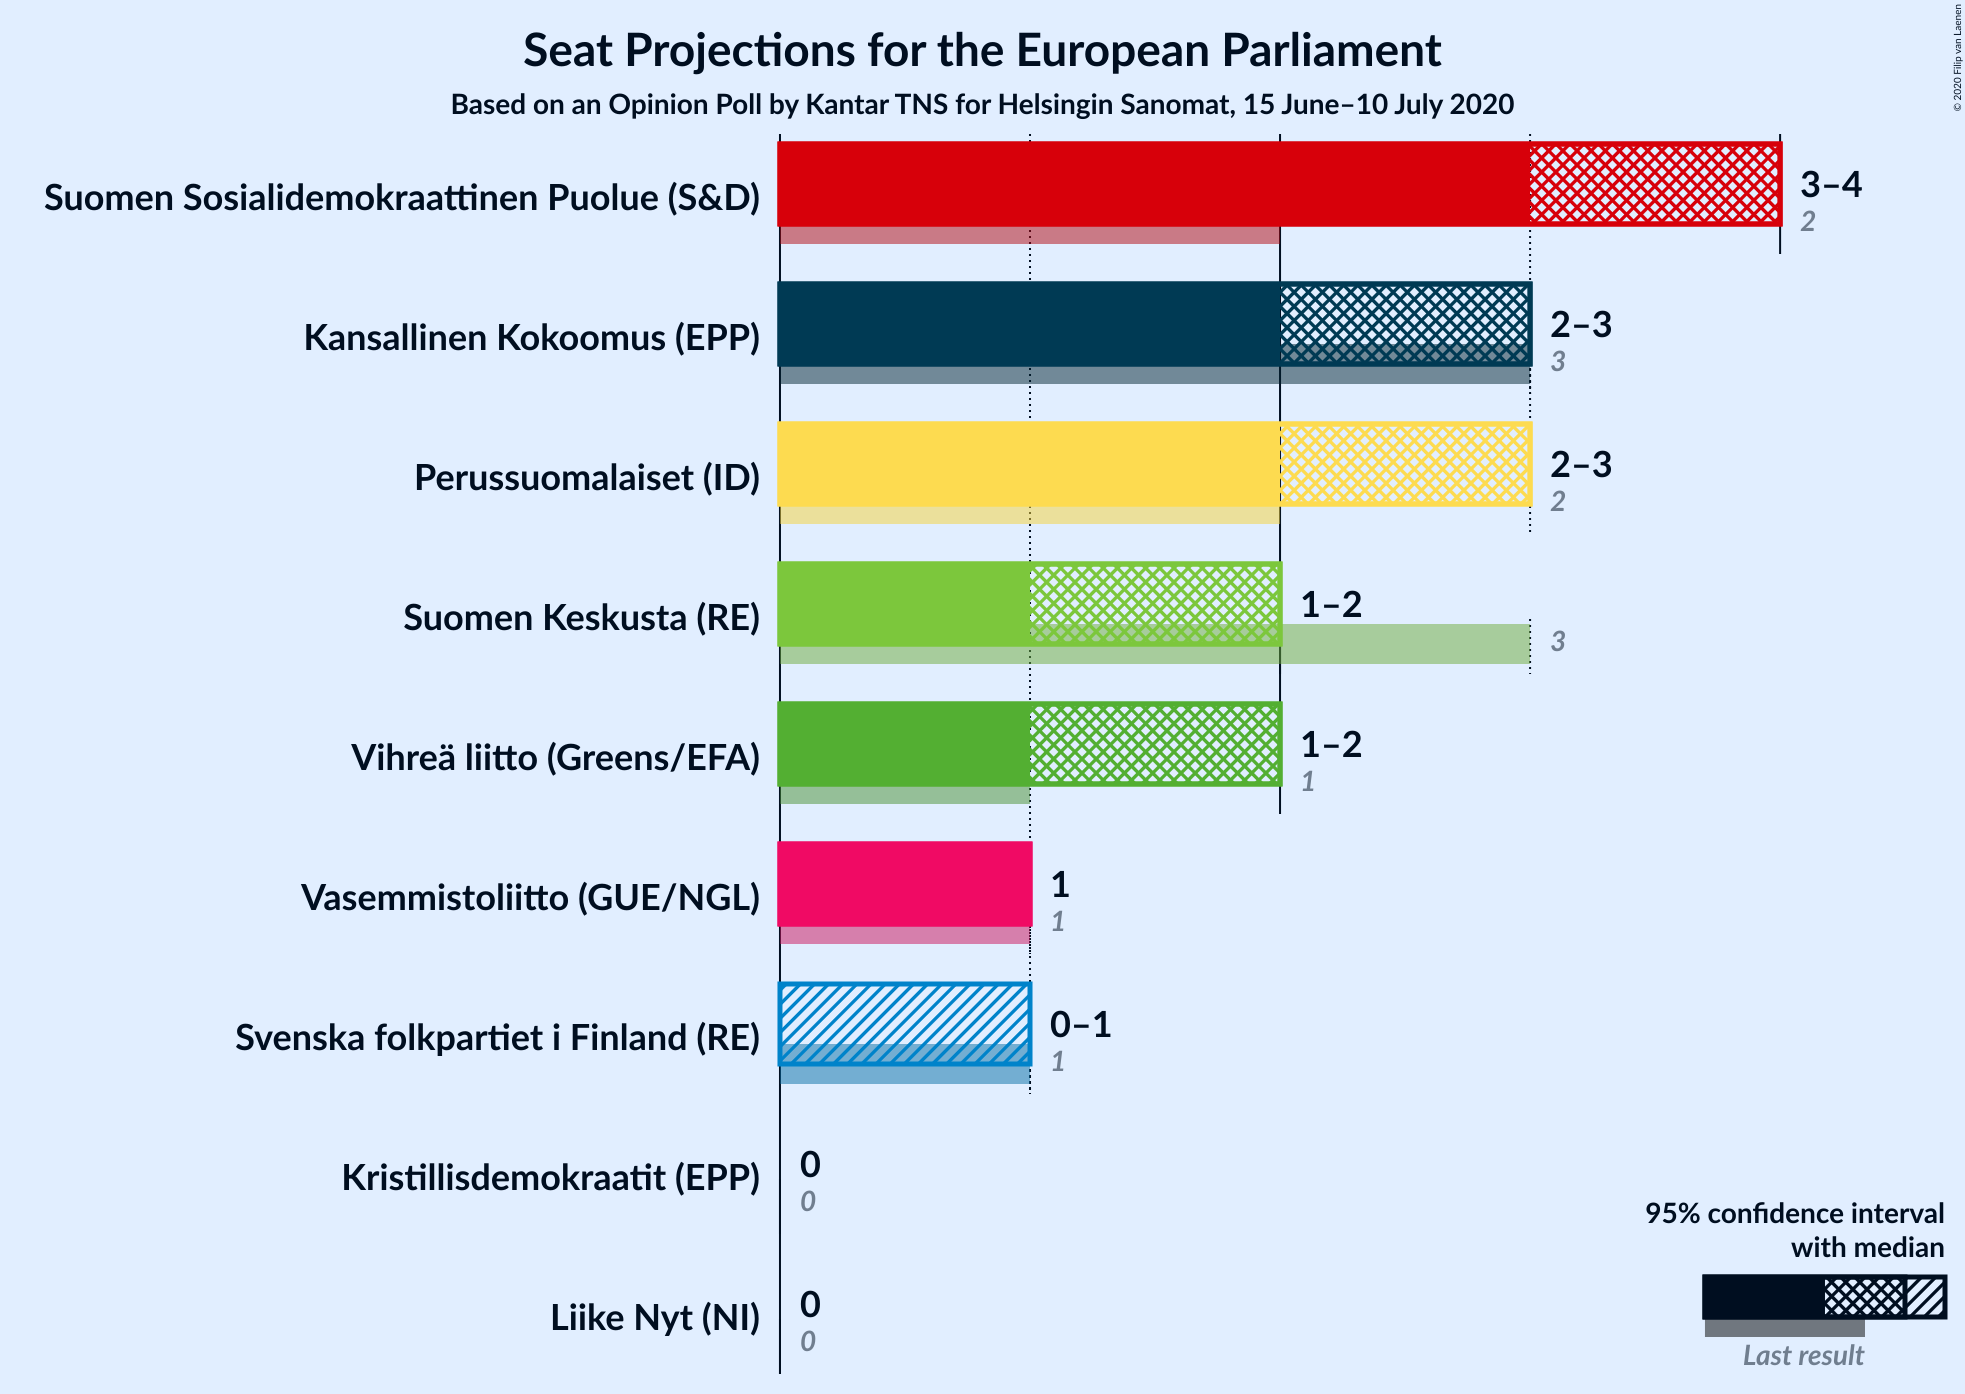 Seat Projections for the European Parliament
Based on an Opinion Poll by Kantar TNS for Helsingin Sanomat, 15 June–10 July 2020
© 2020 Filip van Laenen
Suomen Sosialidemokraattinen Puolue (S&D)
3–4
2
Kansallinen Kokoomus (EPP)
2–3
3
Perussuomalaiset (ID)
2–3
2
Suomen Keskusta (RE)
1–2
3
Vihreä liitto (Greens/EFA)
1–2
1
Vasemmistoliitto (GUE/NGL)
1
1
Svenska folkpartiet i Finland (RE)
0–1
1
Kristillisdemokraatit (EPP)
0
0
Liike Nyt (NI)
0
0
95% confidence interval
with median
Last result